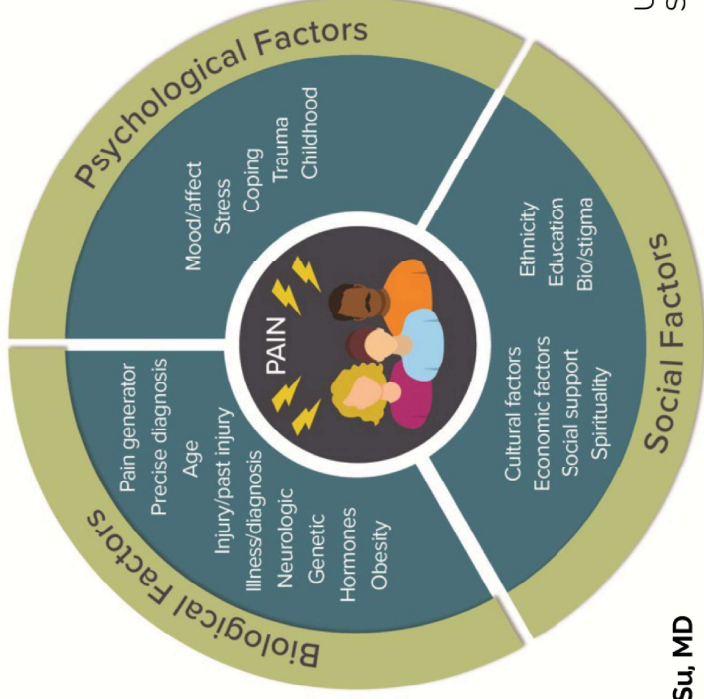 Biological Factors
Pain generator
Precise diagnosis
Age
Injury/past injury
Illness/diagnosis
Neurologic
Genetic
Hormones
Obesity
Psychological Factors
Mood/affect
Stress
Coping
Trauma
Childhood
PAIN
Cultural factors
Economic factors
Social support
Spirituality
Ethnicity
Education
Bio/stigma
Social Factors
Su, MD